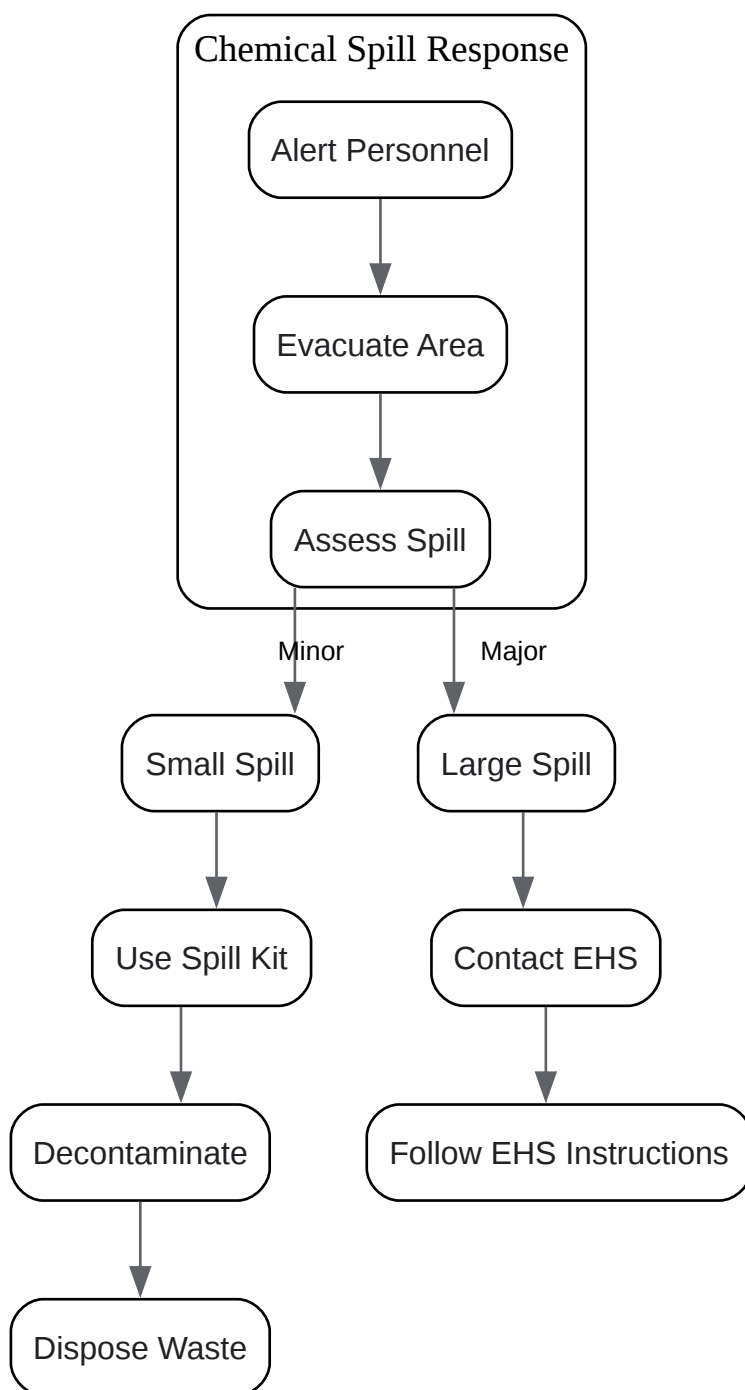 Chemical Spill Response
Alert Personnel
Evacuate Area
Assess Spill
Minor
Major
Small Spill
Large Spill
Use Spill Kit
Contact EHS
Decontaminate
Follow EHS Instructions
Dispose Waste